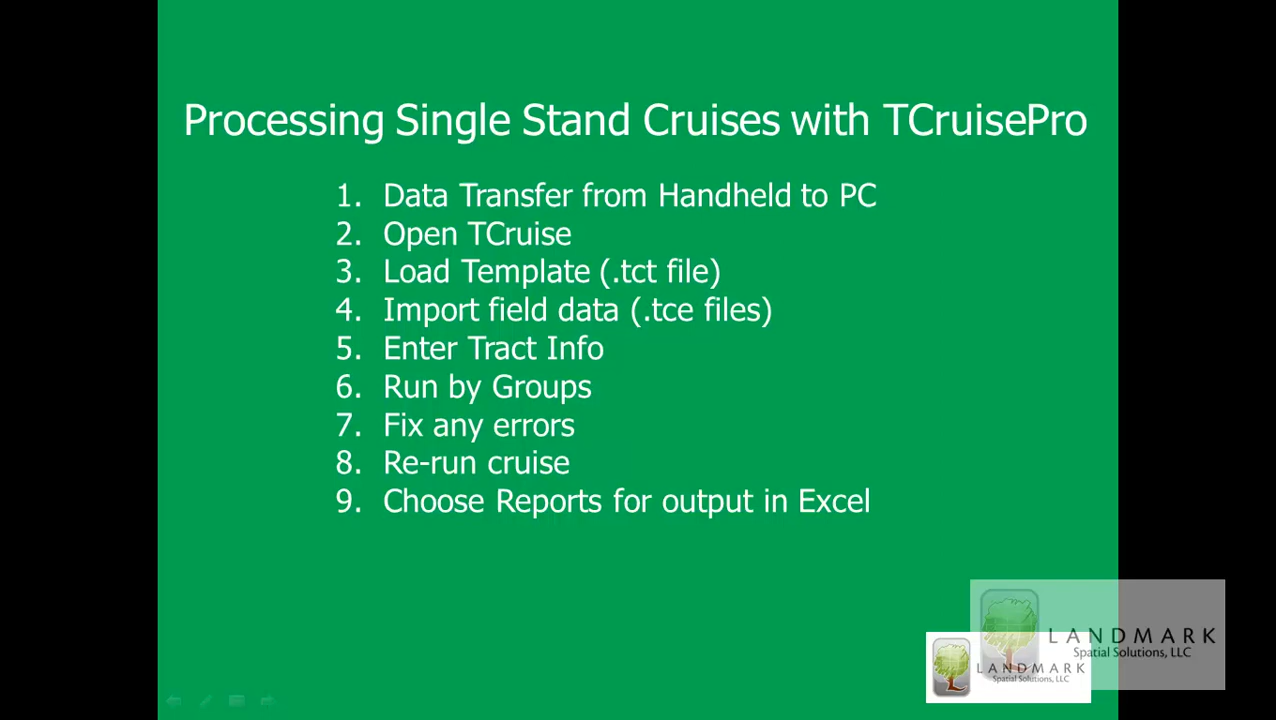 Processing Single Stand Cruises with TCruisePro
1. Data Transfer from Handheld to PC
2. Open TCruise
3. Load Template (.tct file)
4. Import field data (.tce files)
5. Enter Tract Info
6. Run by Groups
7. Fix any errors
8. Re-run cruise
9. Choose Reports for output in Excel
LANDMARK
Spatial Solutions, LLC
LANDMARK
Spatial Solutions, LLC